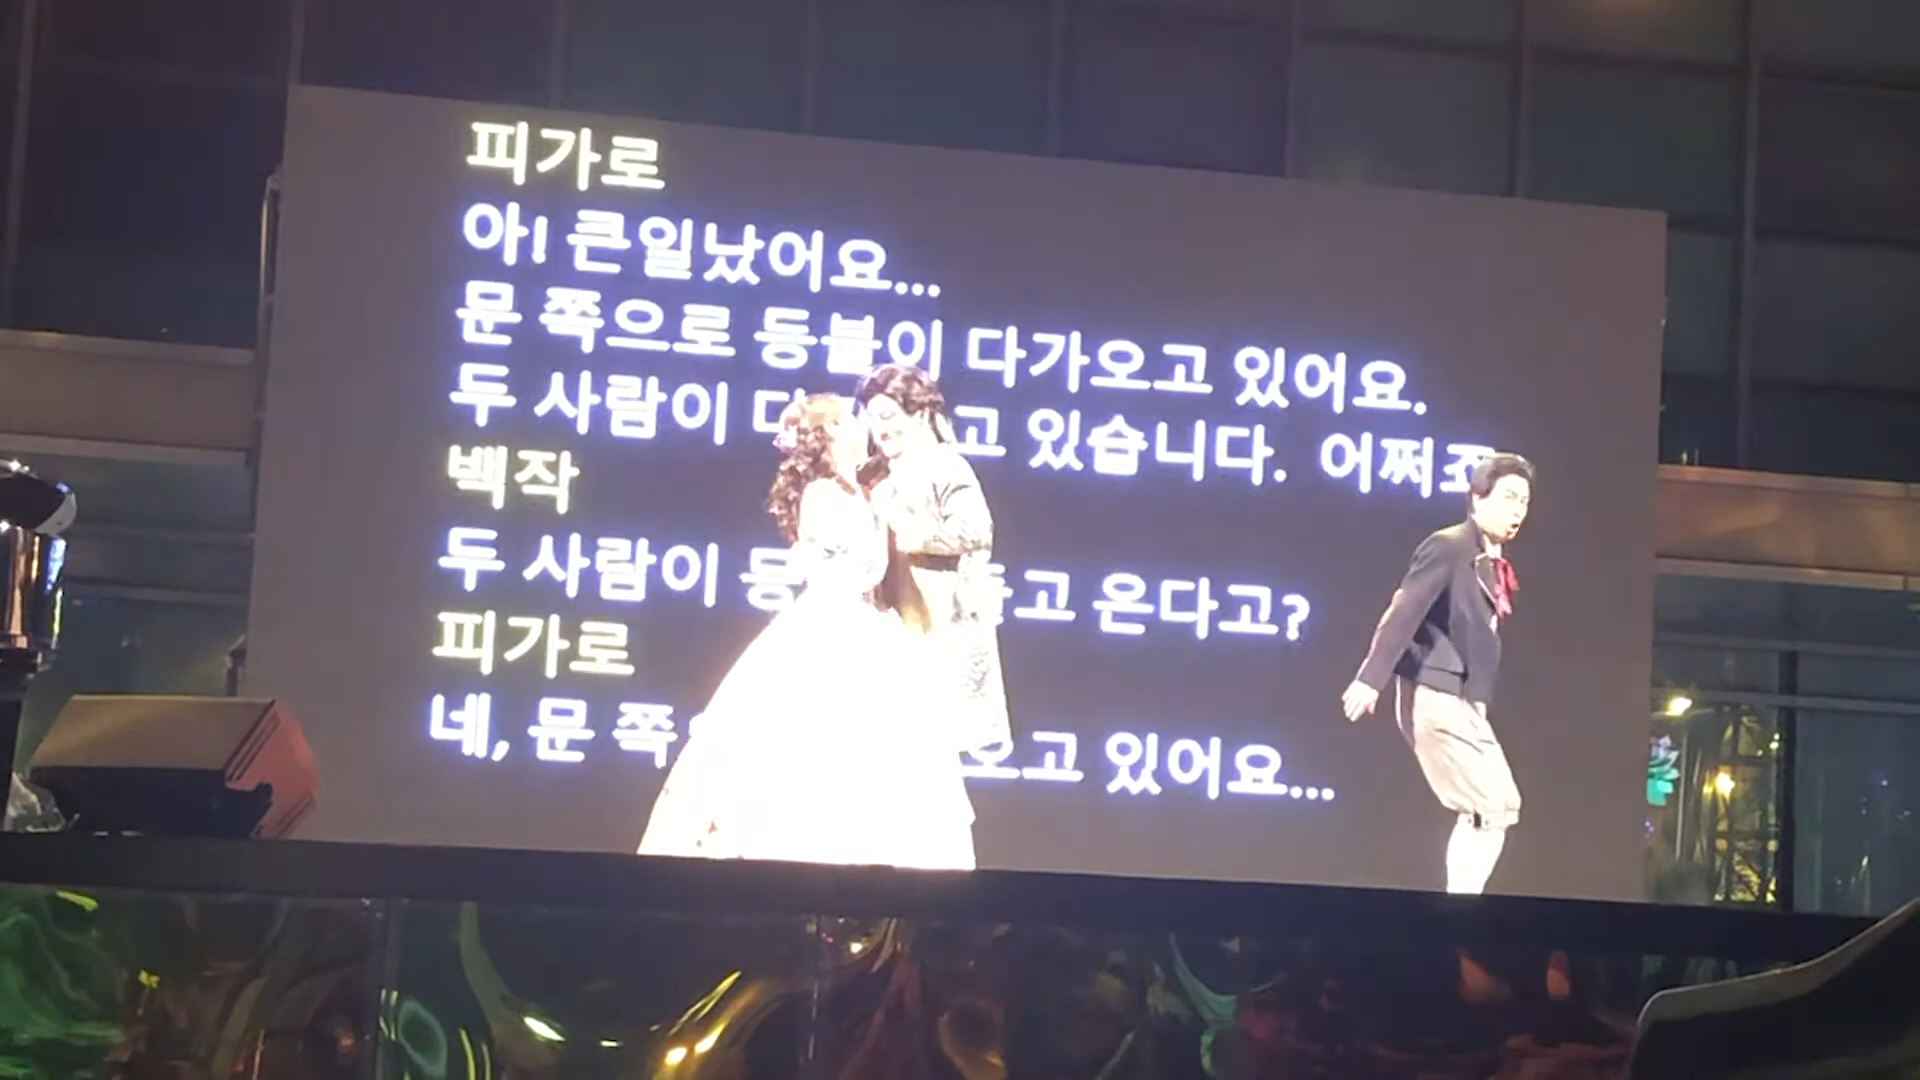 피가로
아! 큰일났어요...
문 쪽으로 등불이 다가오고 있어요.
두 사람이 고 있습니다. 어쩌죠
백작
두 사람이 들고 온다고?
피가로
네, 문 쪽 오고 있어요...